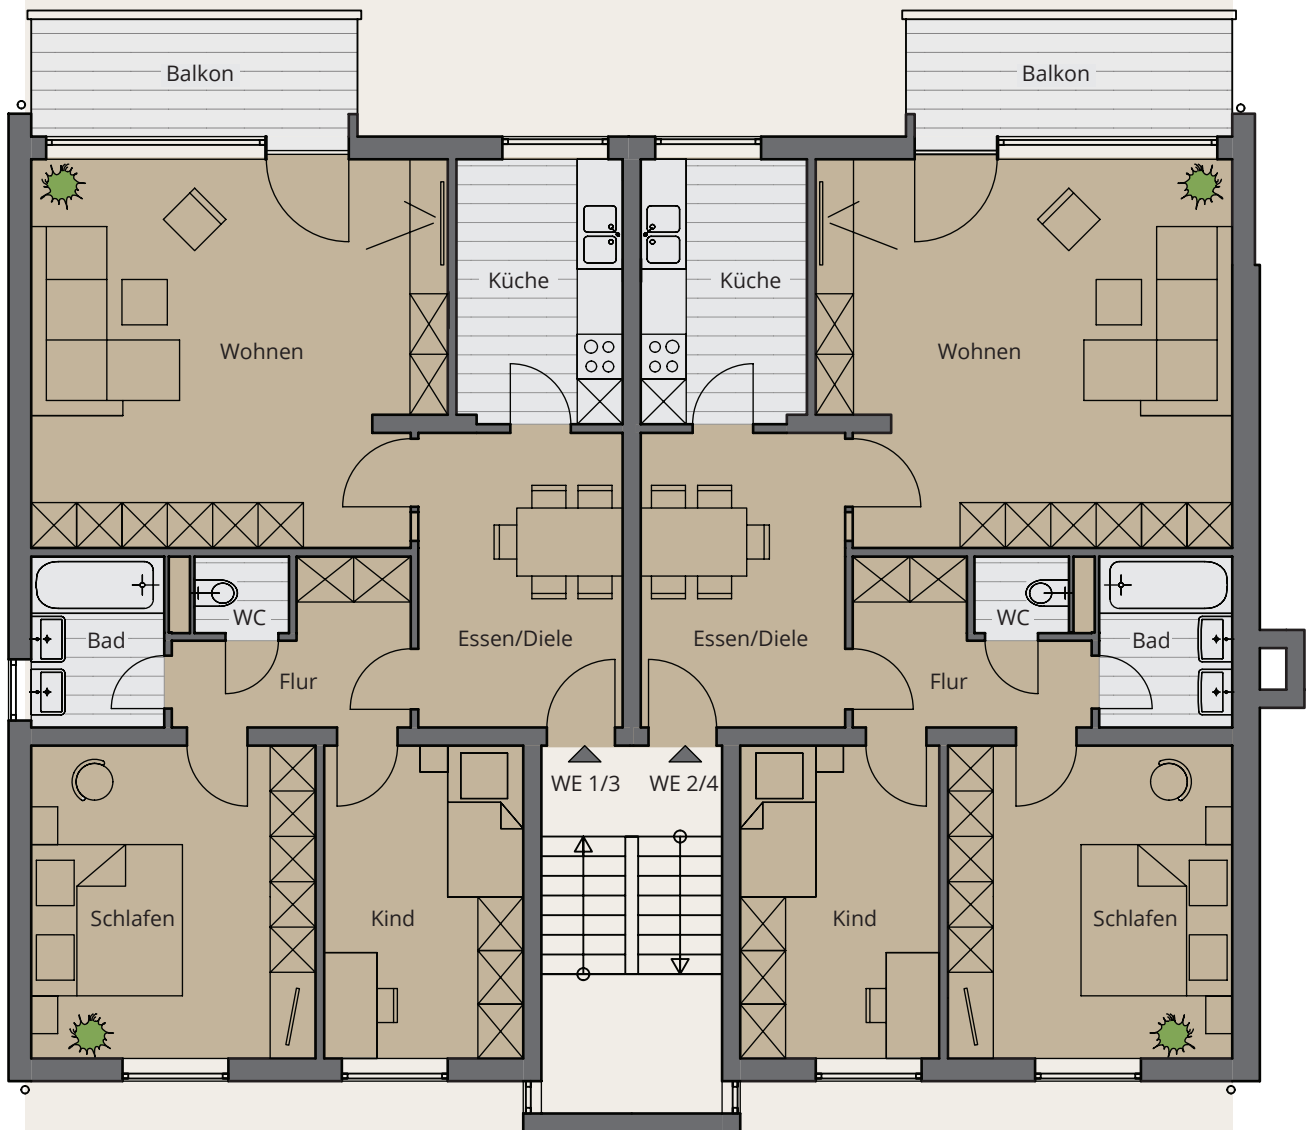 Balkon Balkon
Küche Küche
Wohnen Wohnen
WC WC
Bad Essen/Diele Essen/Diele Bad
Flur Flur
WE 1/3 WE 2/4
Schlafen Kind Kind Schlafen